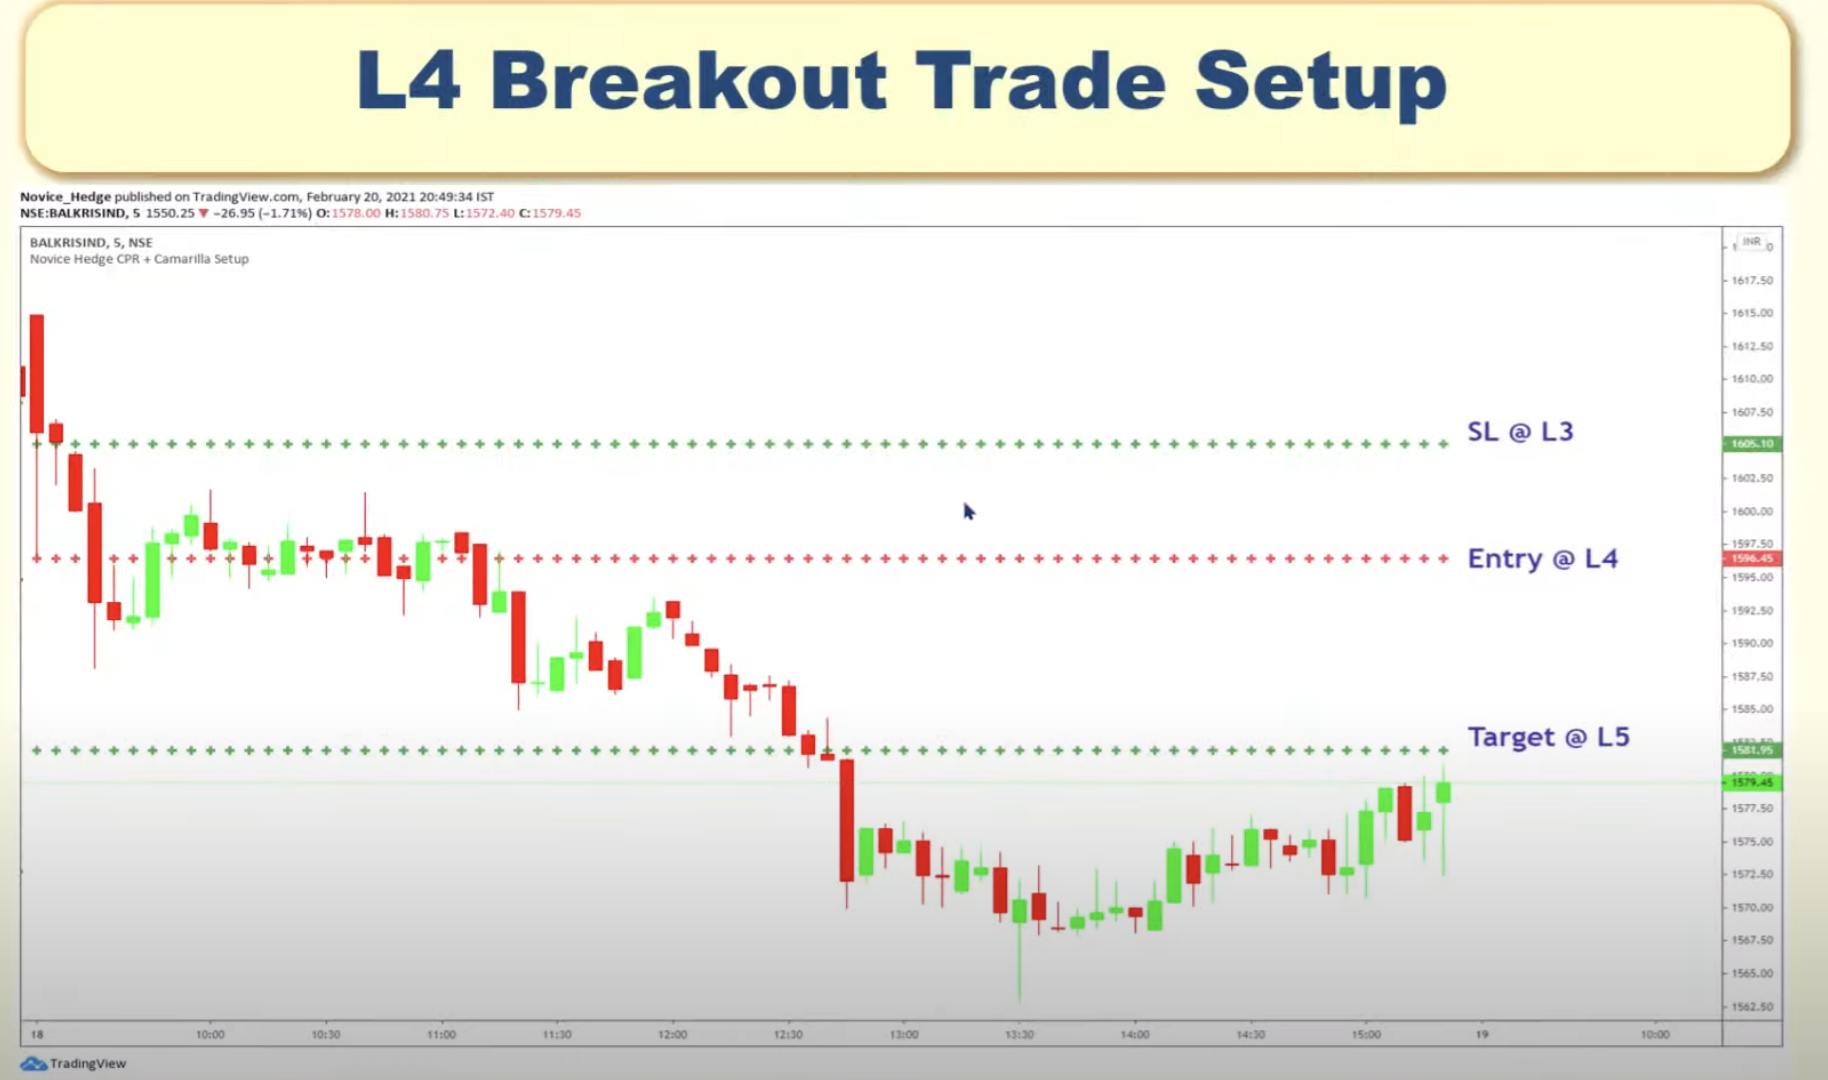 L4 Breakout Trade Setup
Novice_Hedge published on TradingView.com, February 20, 2021 20:49:34 IST
NSE:BALKRISIND, 5 1550.25 ▼ −26.95 (−1.71%) O:1578.00 H:1580.75 L:1572.40 C:1579.45
BALKRISIND, 5, NSE
Novice Hedge CPR + Camarilla Setup
INR
1617.50
1615.00
1612.50
1610.00
1607.50
SL @ L3
1605.10
1602.50
1600.00
1597.50
Entry @ L4
1596.45
1595.00
1592.50
1590.00
1587.50
1585.00
Target @ L5
1581.95
1579.45
1577.50
1575.00
1572.50
1570.00
1567.50
1565.00
1562.50
18 10:00 10:30 11:00 11:30 12:00 12:30 13:00 13:30 14:00 14:30 15:00 19 10:00
TradingView